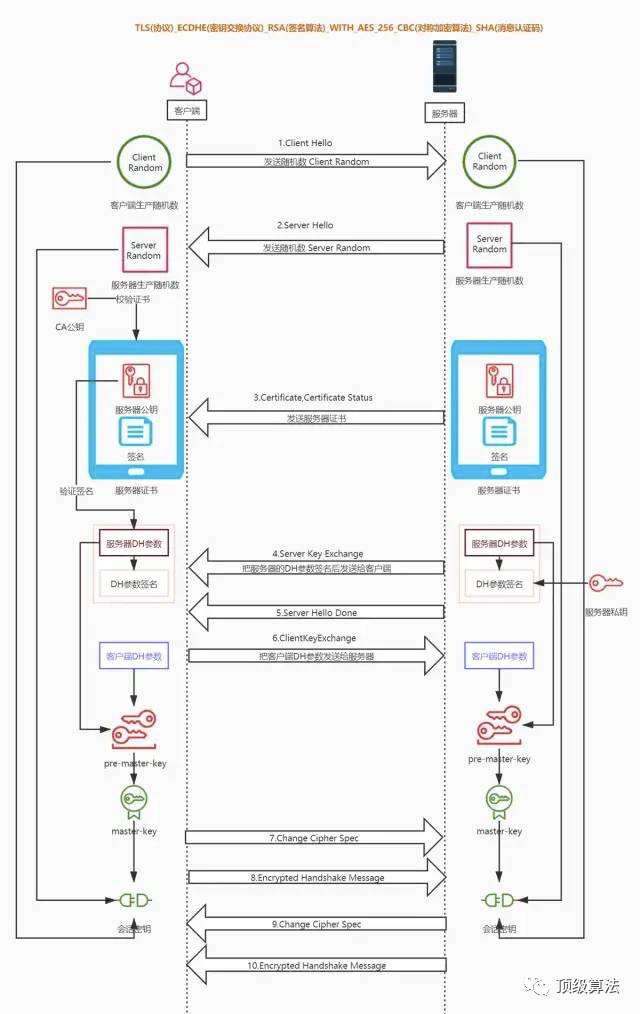 TLS(协议)_ECDHE(密钥交换协议)_RSA(签名算法)_WITH_AES_256_CBC(对称加密算法)_SHA(消息认证码)
客户端
服务器
Client
Random
客户端生产随机数
1.Client Hello
发送随机数 Client Random
Client
Random
客户端生产随机数
Server
Random
服务器生产随机数
2.Server Hello
发送随机数 Server Random
Server
Random
服务器生产随机数
校验证书
CA公钥
服务器公钥
签名
服务器证书
3.Certificate,Certificate Status
发送服务器证书
服务器公钥
签名
服务器证书
验证签名
服务器DH参数
DH参数签名
4.Server Key Exchange
把服务器的DH参数签名后发送给客户端
服务器DH参数
DH参数签名
服务器私钥
5.Server Hello Done
6.ClientKeyExchange
把客户端DH参数发送给服务器
客户端DH参数
客户端DH参数
pre-master-key
pre-master-key
master-key
master-key
7.Change Cipher Spec
8.Encrypted Handshake Message
会话密钥
会话密钥
9.Change Cipher Spec
10.Encrypted Handshake Message
顶级算法